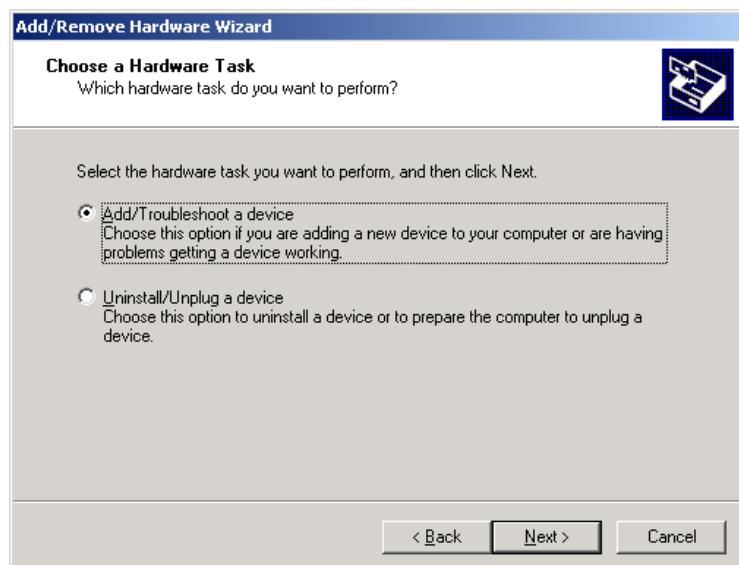 Add/Remove Hardware Wizard
Choose a Hardware Task
Which hardware task do you want to perform?
Select the hardware task you want to perform, and then click Next.
Add/Troubleshoot a device
Choose this option if you are adding a new device to your computer or are having
problems getting a device working.
Uninstall/Unplug a device
Choose this option to uninstall a device or to prepare the computer to unplug a
device.
< Back Next > Cancel